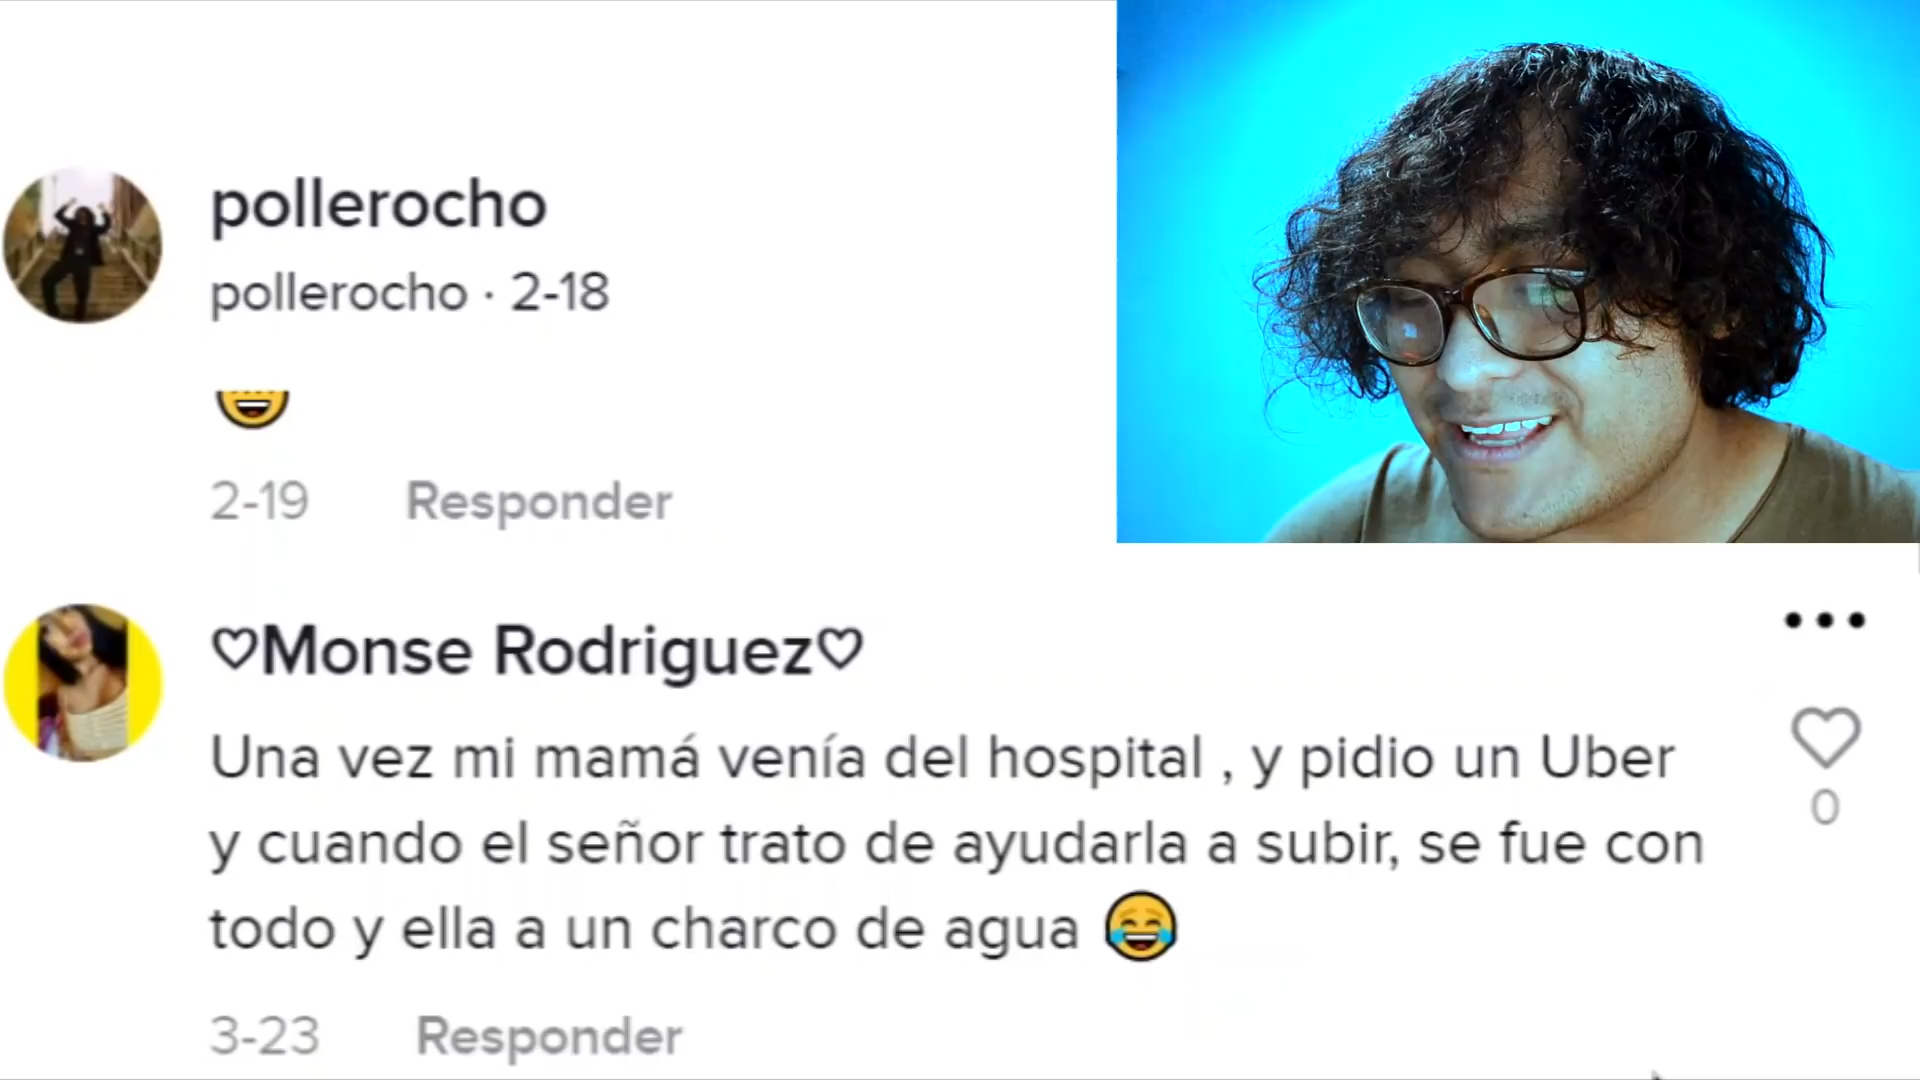 pollerocho
pollerocho · 2-18
2-19 Responder
♡Monse Rodriguez♡
Una vez mi mamá venía del hospital , y pidio un Uber
y cuando el señor trato de ayudarla a subir, se fue con
todo y ella a un charco de agua 😂
0
3-23 Responder